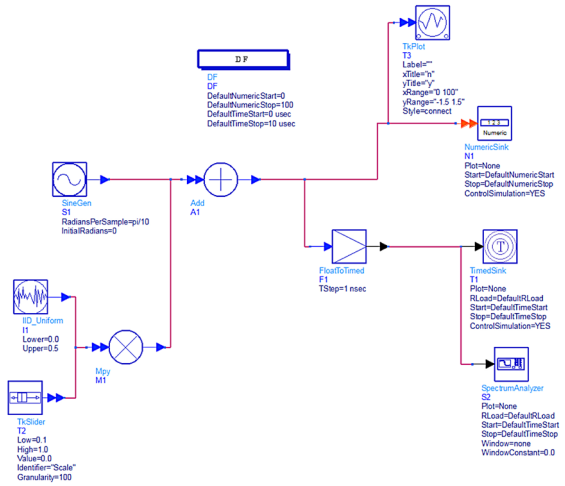 DF
DF
DF
DefaultNumericStart=0
DefaultNumericStop=100
DefaultTimeStart=0 usec
DefaultTimeStop=10 usec
TkPlot
T3
Label=""
xTitle="n"
yTitle="y"
xRange="0 100"
yRange="-1.5 1.5"
Style=connect
1 2 3
Numeric
NumericSink
N1
Plot=None
Start=DefaultNumericStart
Stop=DefaultNumericStop
ControlSimulation=YES
SineGen
S1
RadiansPerSample=pi/10
InitialRadians=0
Add
A1
FloatToTimed
F1
TStep=1 nsec
T
TimedSink
T1
Plot=None
RLoad=DefaultRLoad
Start=DefaultTimeStart
Stop=DefaultTimeStop
ControlSimulation=YES
IID_Uniform
I1
Lower=0.0
Upper=0.5
Mpy
M1
SpectrumAnalyzer
S2
Plot=None
RLoad=DefaultRLoad
Start=DefaultTimeStart
Stop=DefaultTimeStop
Window=none
WindowConstant=0.0
TkSlider
T2
Low=0.1
High=1.0
Value=0.0
Identifier="Scale"
Granularity=100